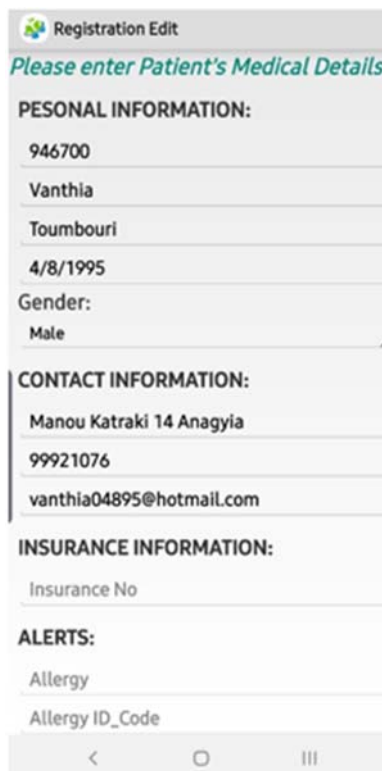 Registration Edit
Please enter Patient's Medical Details
PESONAL INFORMATION:
946700
Vanthia
Toumbouri
4/8/1995
Gender:
Male
CONTACT INFORMATION:
Manou Katraki 14 Anagyia
99921076
vanthia04895@hotmail.com
INSURANCE INFORMATION:
Insurance No
ALERTS:
Allergy
Allergy ID_Code